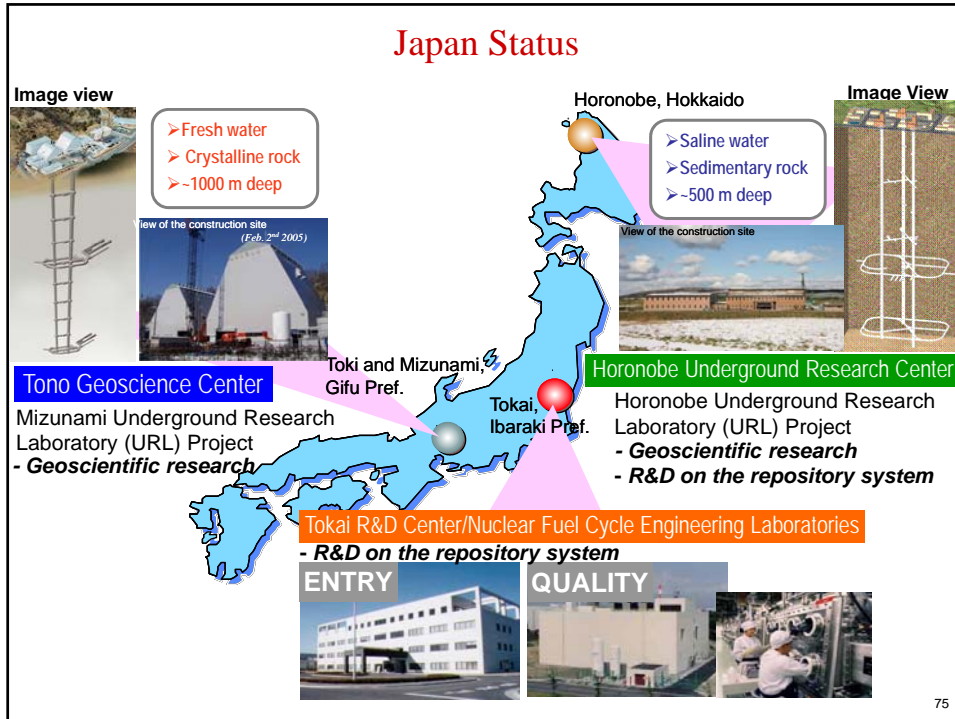 Japan Status
Image view
➢Fresh water
➢ Crystalline rock
➢~1000 m deep
View of the construction site
(Feb. 2nd 2005)
Horonobe, Hokkaido
➢Saline water
➢Sedimentary rock
➢~500 m deep
Image View
View of the construction site
Toki and Mizunami,
Gifu Pref.
Tono Geoscience Center
Mizunami Underground Research
Laboratory (URL) Project
- Geoscientific research
Tokai,
Ibaraki Pref.
Horonobe Underground Research Center
Horonobe Underground Research
Laboratory (URL) Project
- Geoscientific research
- R&D on the repository system
Tokai R&D Center/Nuclear Fuel Cycle Engineering Laboratories
- R&D on the repository system
ENTRY
QUALITY
75